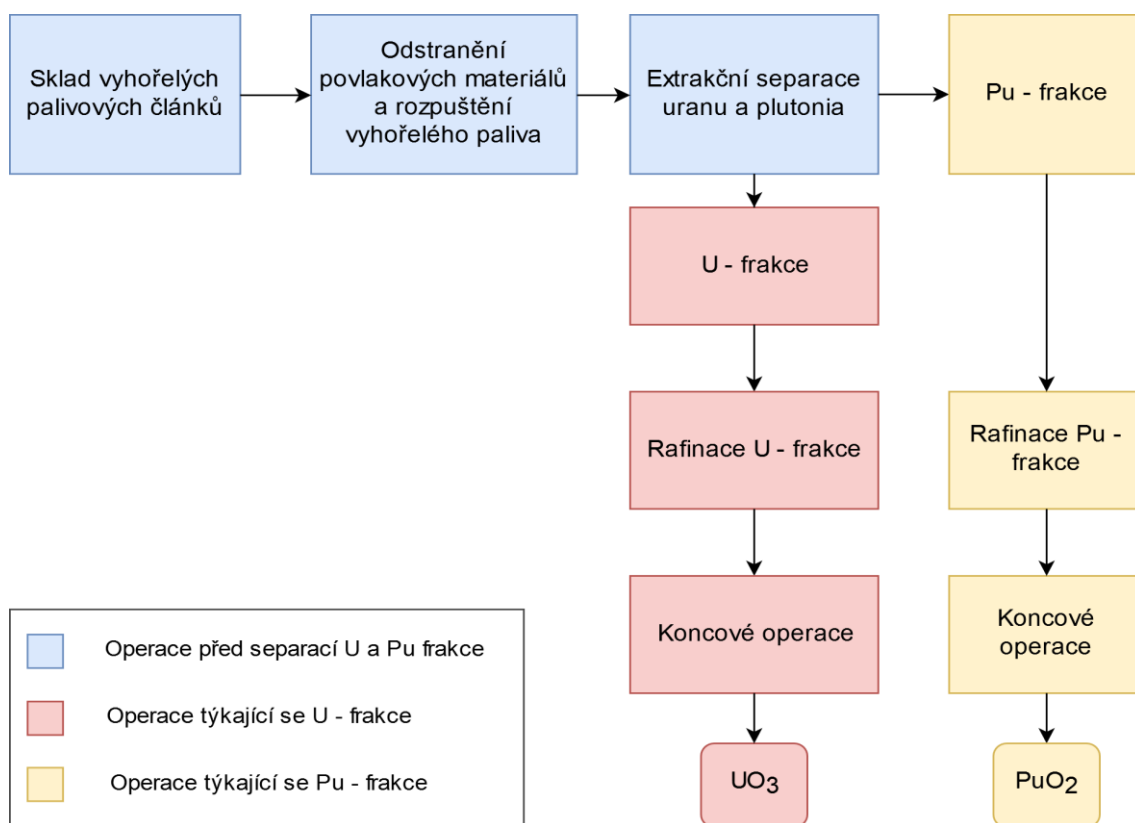 Sklad vyhořelých
palivových článků
Odstranění
povlakových materiálů
a rozpuštění
vyhořelého paliva
Extrakční separace
uranu a plutonia
Pu - frakce
U - frakce
Rafinace U - frakce
Rafinace Pu -
frakce
Koncové operace
Koncové
operace
UO3
PuO2
Operace před separací U a Pu frakce
Operace týkající se U - frakce
Operace týkající se Pu - frakce